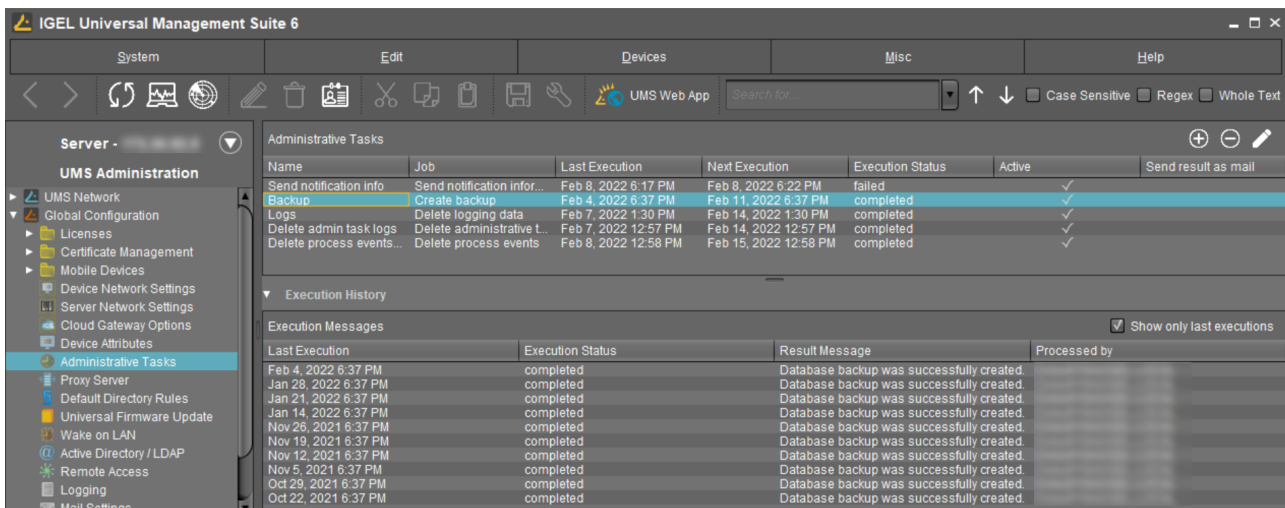 IGEL Universal Management Suite 6
System Edit Devices Misc Help
UMS Web App Search for... Case Sensitive Regex Whole Text
Server -
UMS Administration
UMS Network
Global Configuration
Licenses
Certificate Management
Mobile Devices
Device Network Settings
Server Network Settings
Cloud Gateway Options
Device Attributes
Administrative Tasks
Proxy Server
Default Directory Rules
Universal Firmware Update
Wake on LAN
Active Directory / LDAP
Remote Access
Logging
Mail Settings
Administrative Tasks
Name Job Last Execution Next Execution Execution Status Active Send result as mail
Send notification info Send notification infor... Feb 8, 2022 6:17 PM Feb 8, 2022 6:22 PM failed
Backup Create backup Feb 4, 2022 6:37 PM Feb 11, 2022 6:37 PM completed
Logs Delete logging data Feb 7, 2022 1:30 PM Feb 14, 2022 1:30 PM completed
Delete admin task logs Delete administrative t... Feb 7, 2022 12:57 PM Feb 14, 2022 12:57 PM completed
Delete process events... Delete process events Feb 8, 2022 12:58 PM Feb 15, 2022 12:58 PM completed
Execution History
Execution Messages Show only last executions
Last Execution Execution Status Result Message Processed by
Feb 4, 2022 6:37 PM completed Database backup was successfully created.
Jan 28, 2022 6:37 PM completed Database backup was successfully created.
Jan 21, 2022 6:37 PM completed Database backup was successfully created.
Jan 14, 2022 6:37 PM completed Database backup was successfully created.
Nov 26, 2021 6:37 PM completed Database backup was successfully created.
Nov 19, 2021 6:37 PM completed Database backup was successfully created.
Nov 12, 2021 6:37 PM completed Database backup was successfully created.
Nov 5, 2021 6:37 PM completed Database backup was successfully created.
Oct 29, 2021 6:37 PM completed Database backup was successfully created.
Oct 22, 2021 6:37 PM completed Database backup was successfully created.